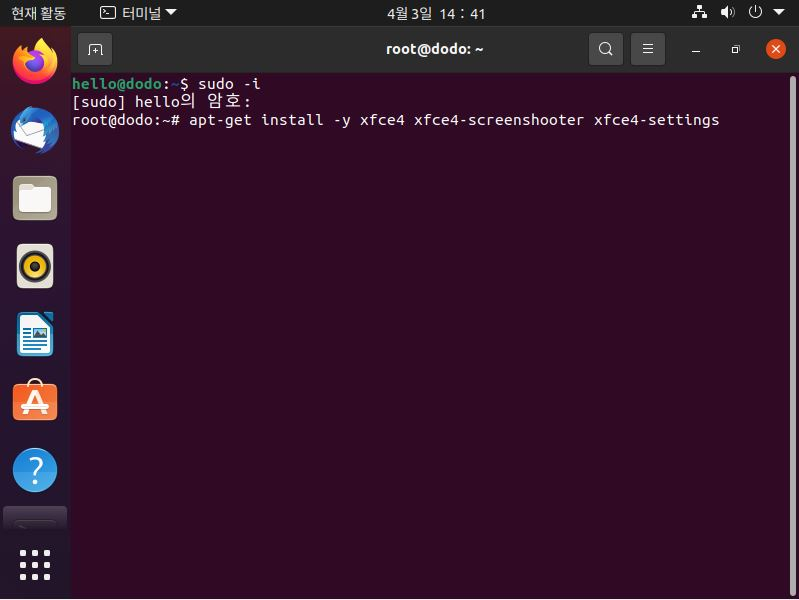 현재 활동
터미널
4월 3일 14 : 41
root@dodo: ~
hello@dodo:~$ sudo -i
[sudo] hello의 암호:
root@dodo:~# apt-get install -y xfce4 xfce4-screenshooter xfce4-settings
?